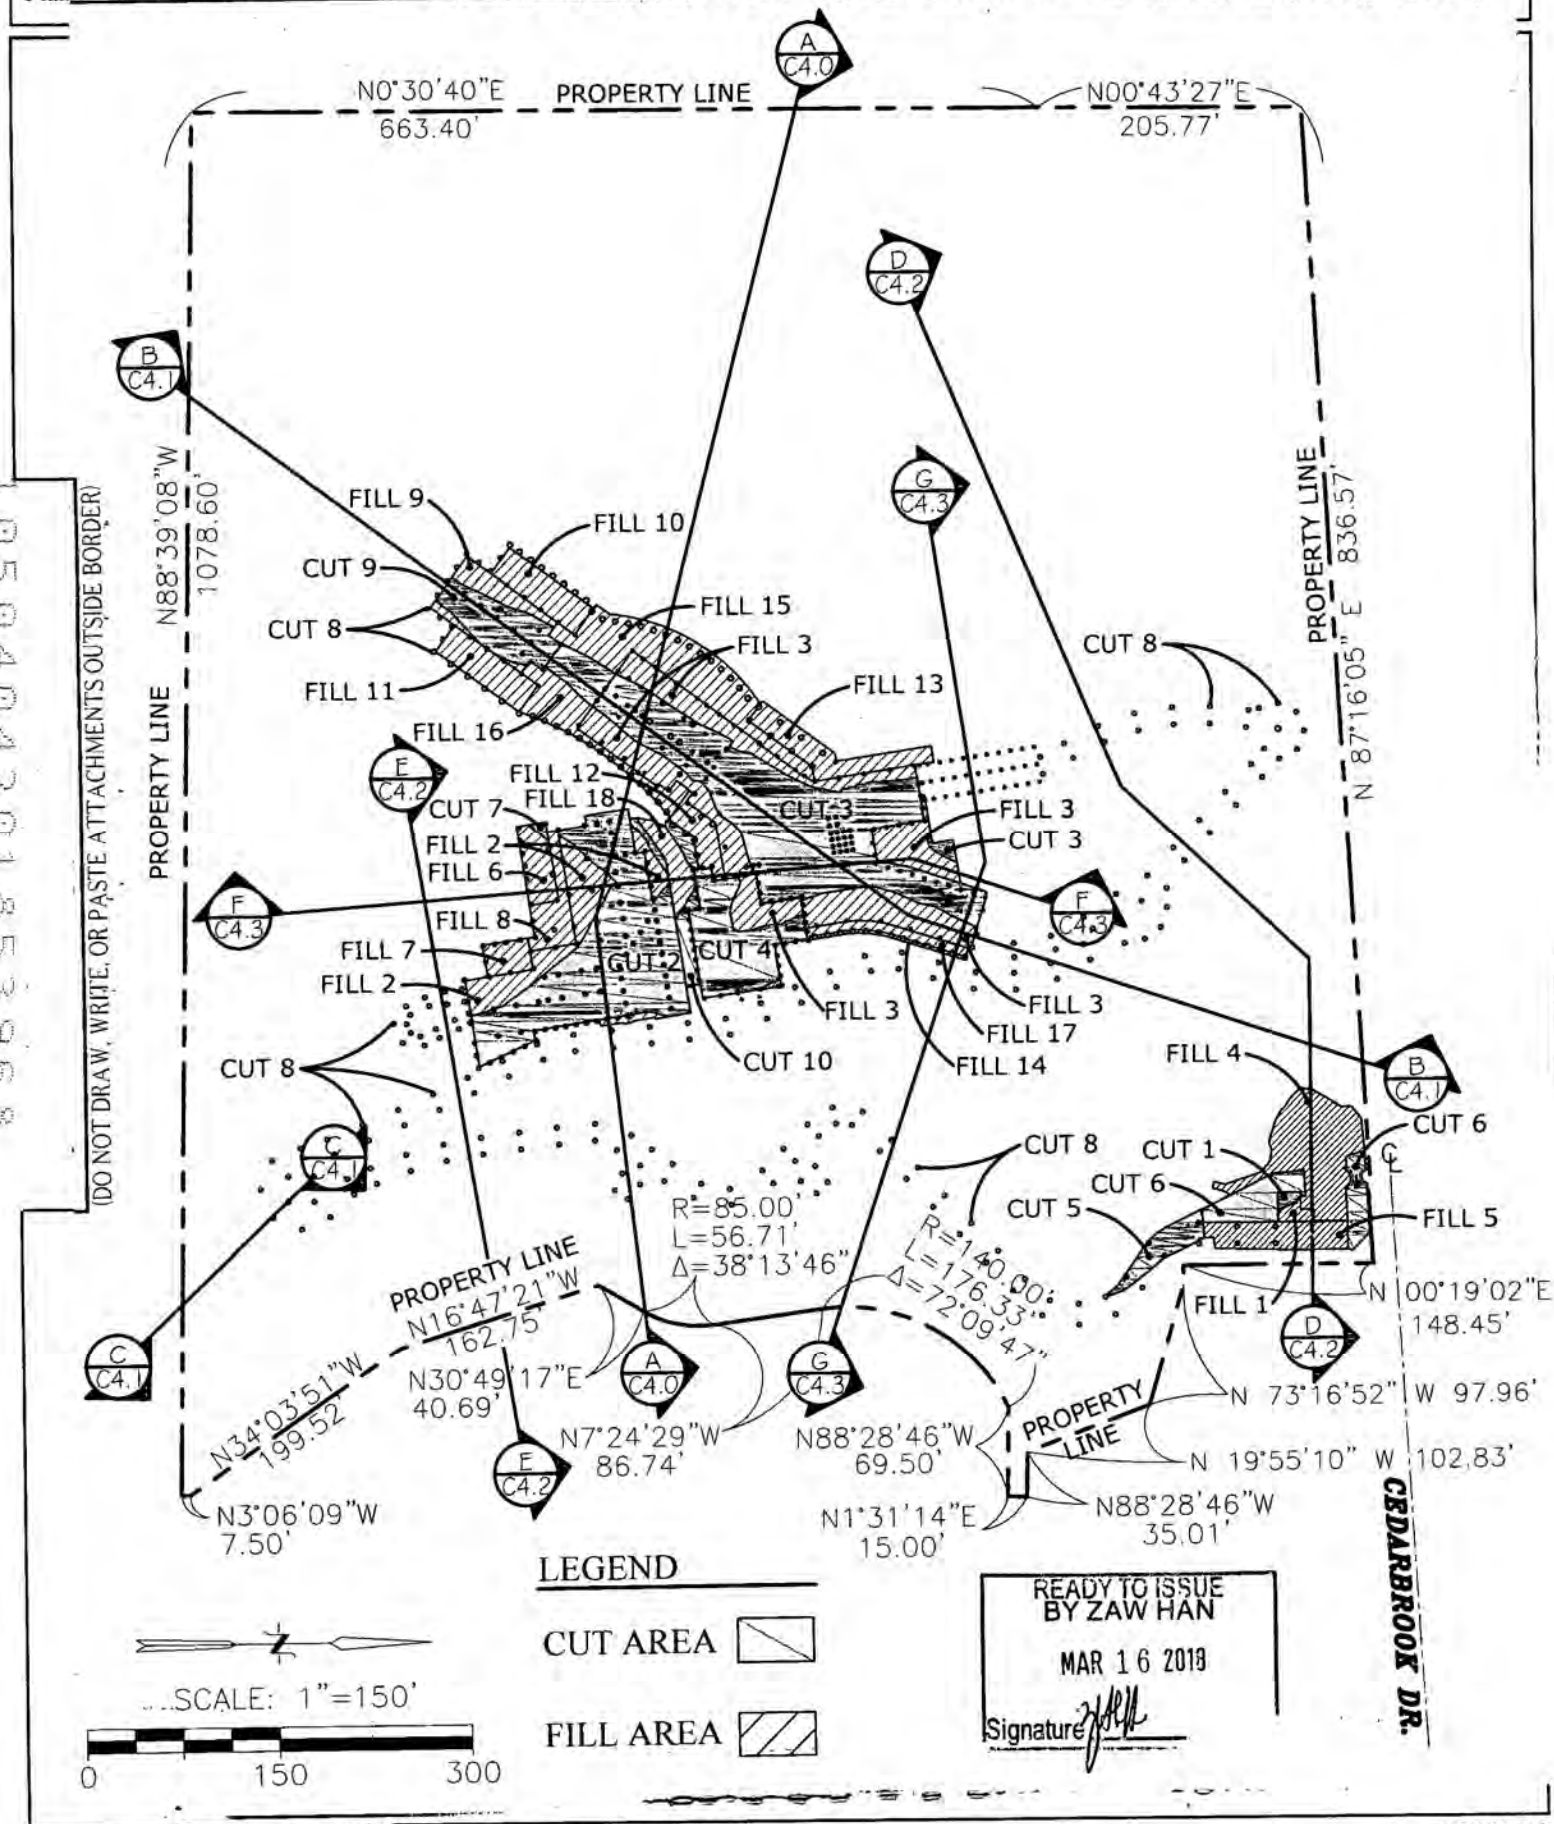 A
C4.0
N0°30'40"E PROPERTY LINE
663.40'
N00°43'27"E
205.77'
D
C4.2
B
C4.1
G
C4.3
PROPERTY LINE
N 87°16'05" E 836.57'
N88°39'08"W
1078.60'
PROPERTY LINE
(DO NOT DRAW, WRITE, OR PASTE ATTACHMENTS OUTSIDE BORDER)
FILL 9
FILL 10
CUT 9
FILL 15
CUT 8
FILL 3
CUT 8
FILL 11
FILL 13
FILL 16
E
C4.2
FILL 12
FILL 18
CUT 7
CUT 3
FILL 3
FILL 2
CUT 3
FILL 6
F
C4.3
F
C4.3
FILL 8
FILL 7
CUT 2
CUT 4
FILL 2
FILL 3
FILL 3
FILL 17
FILL 14
CUT 10
CUT 8
FILL 4
B
C4.1
CUT 6
C
C4.1
CUT 8
CUT 1
CUT 6
CUT 5
FILL 5
R=85.00'
L=56.71'
Δ=38°13'46"
R=140.00'
L=176.33'
Δ=72°09'47"
PROPERTY LINE
N16°47'21"W
162.75'
FILL 1
N 00°19'02"E
148.45'
D
C4.2
C
C4.1
A
C4.0
G
C4.3
N30°49'17"E
40.69'
N34°03'51"W
199.52'
N 73°16'52" W 97.96'
PROPERTY
LINE
N7°24'29"W
86.74'
N88°28'46"W
69.50'
N 19°55'10" W 102.83'
E
C4.2
N3°06'09"W
7.50'
N1°31'14"E
15.00'
N88°28'46"W
35.01'
CEDARBROOK DR.
LEGEND
CUT AREA
FILL AREA
READY TO ISSUE
BY ZAW HAN
MAR 16 2018
Signature
N
SCALE: 1"=150'
0 150 300